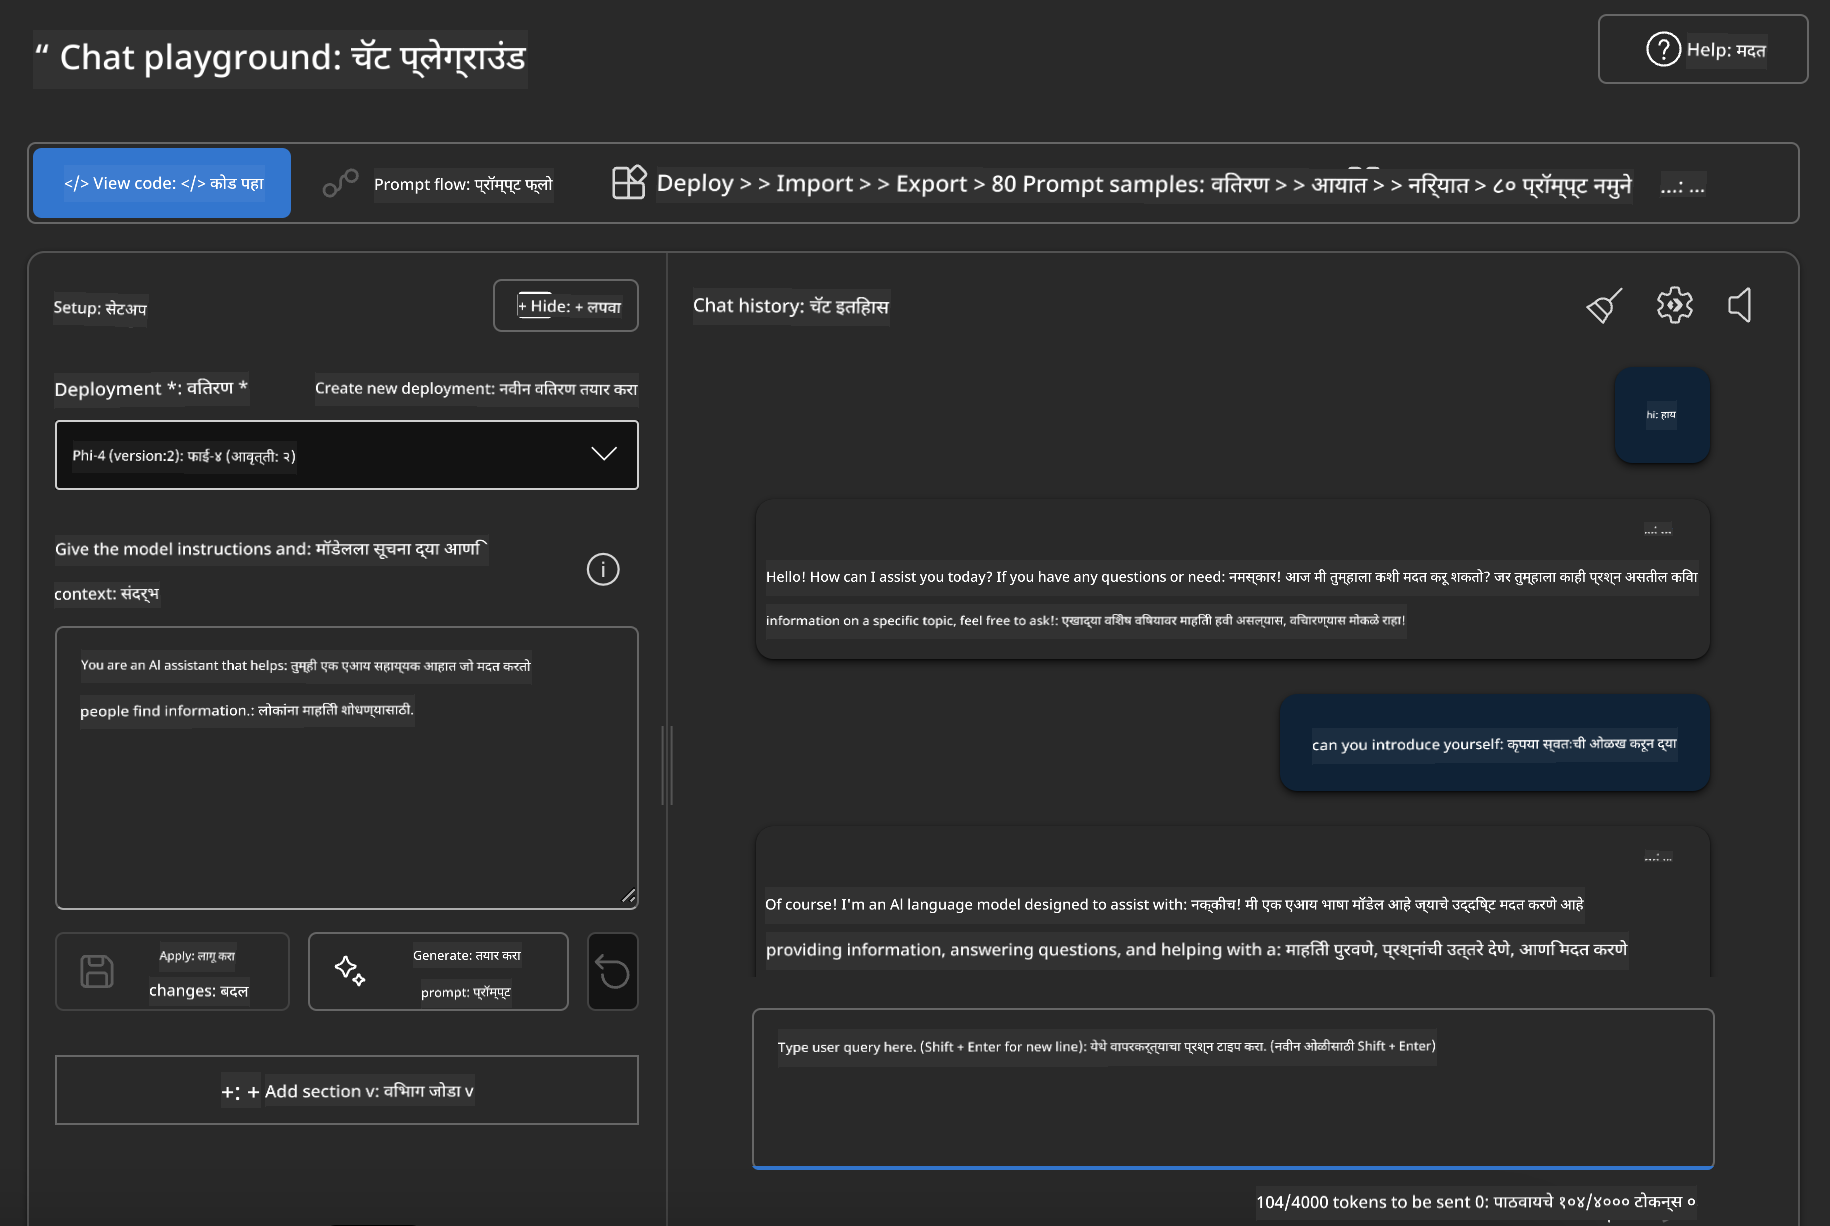 “ Chat playground: चॅट प्लेग्राउंड
Help: मदत
</> View code: </> कोड पहा
Prompt flow: प्रॉम्प्ट फ्लो
Deploy > > Import > > Export > 80 Prompt samples: वितरण > > आयात > > निर्यात > ८० प्रॉम्प्ट नमुने
...: ...
Setup: सेटअप
+ Hide: + लपवा
Deployment *: वितरण *
Create new deployment: नवीन वितरण तयार करा
Phi-4 (version:2): फाई-४ (आवृत्ती: २)
Give the model instructions and: मॉडेलला सूचना द्या आणि
context: संदर्भ
You are an AI assistant that helps: तुम्ही एक एआय सहाय्यक आहात जो मदत करतो
people find information.: लोकांना माहिती शोधण्यासाठी.
Apply: लागू करा
changes: बदल
Generate: तयार करा
prompt: प्रॉम्प्ट
+: + Add section v: विभाग जोडा v
Chat history: चॅट इतिहास
hi: हाय
...: ...
Hello! How can I assist you today? If you have any questions or need: नमस्कार! आज मी तुम्हाला कशी मदत करू शकतो? जर तुम्हाला काही प्रश्न असतील किंवा
information on a specific topic, feel free to ask!: एखाद्या विशेष विषयावर माहिती हवी असल्यास, विचारण्यास मोकळे राहा!
can you introduce yourself: कृपया स्वतःची ओळख करून द्या
...: ...
Of course! I'm an AI language model designed to assist with: नक्कीच! मी एक एआय भाषा मॉडेल आहे ज्याचे उद्दिष्ट मदत करणे आहे
providing information, answering questions, and helping with a: माहिती पुरवणे, प्रश्नांची उत्तरे देणे, आणि मदत करणे
Type user query here. (Shift + Enter for new line): येथे वापरकर्त्याचा प्रश्न टाइप करा. (नवीन ओळीसाठी Shift + Enter)
104/4000 tokens to be sent 0: पाठवायचे १०४/४००० टोकन्स ०